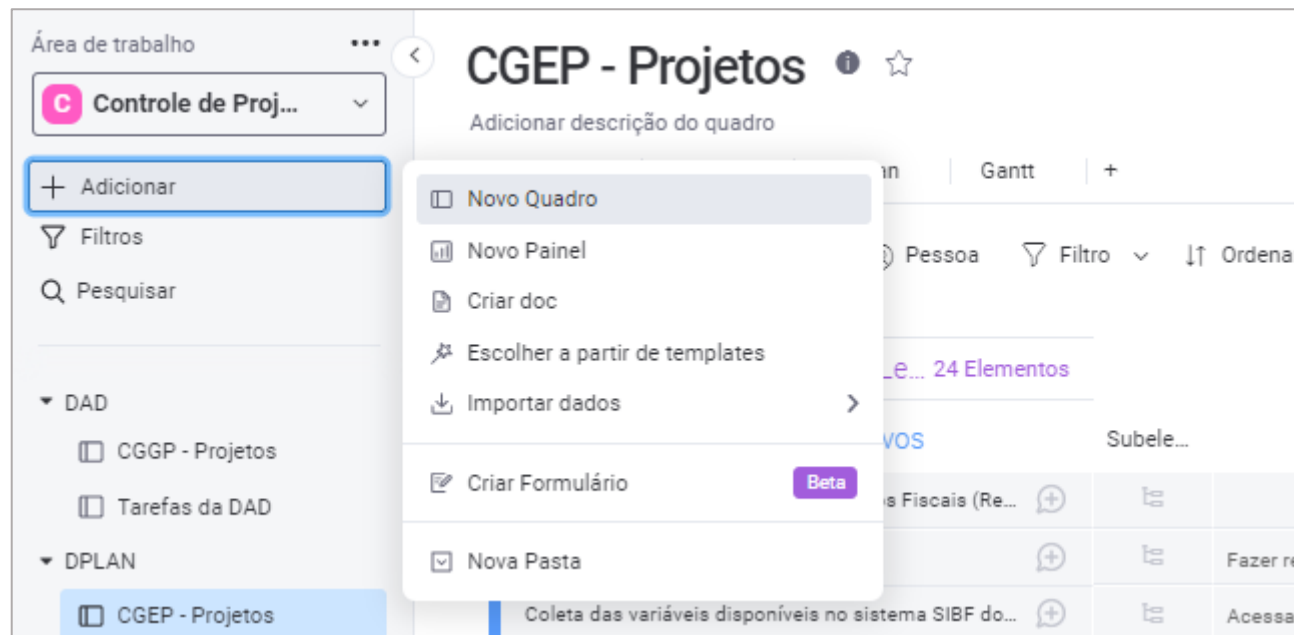 Área de trabalho
C Controle de Proj...
Adicionar
Filtros
Pesquisar
DAD
CGGP - Projetos
Tarefas da DAD
DPLAN
CGEP - Projetos
CGEP - Projetos
Adicionar descrição do quadro
Gantt +
Novo Quadro
Novo Painel
Criar doc
Escolher a partir de templates
Importar dados
Criar Formulário Beta
Nova Pasta
Pessoa Filtro Ordena
24 Elementos
Subele...
s Fiscais (Re...
Fazer re
Coleta das variáveis disponíveis no sistema SIBF do... Acessa